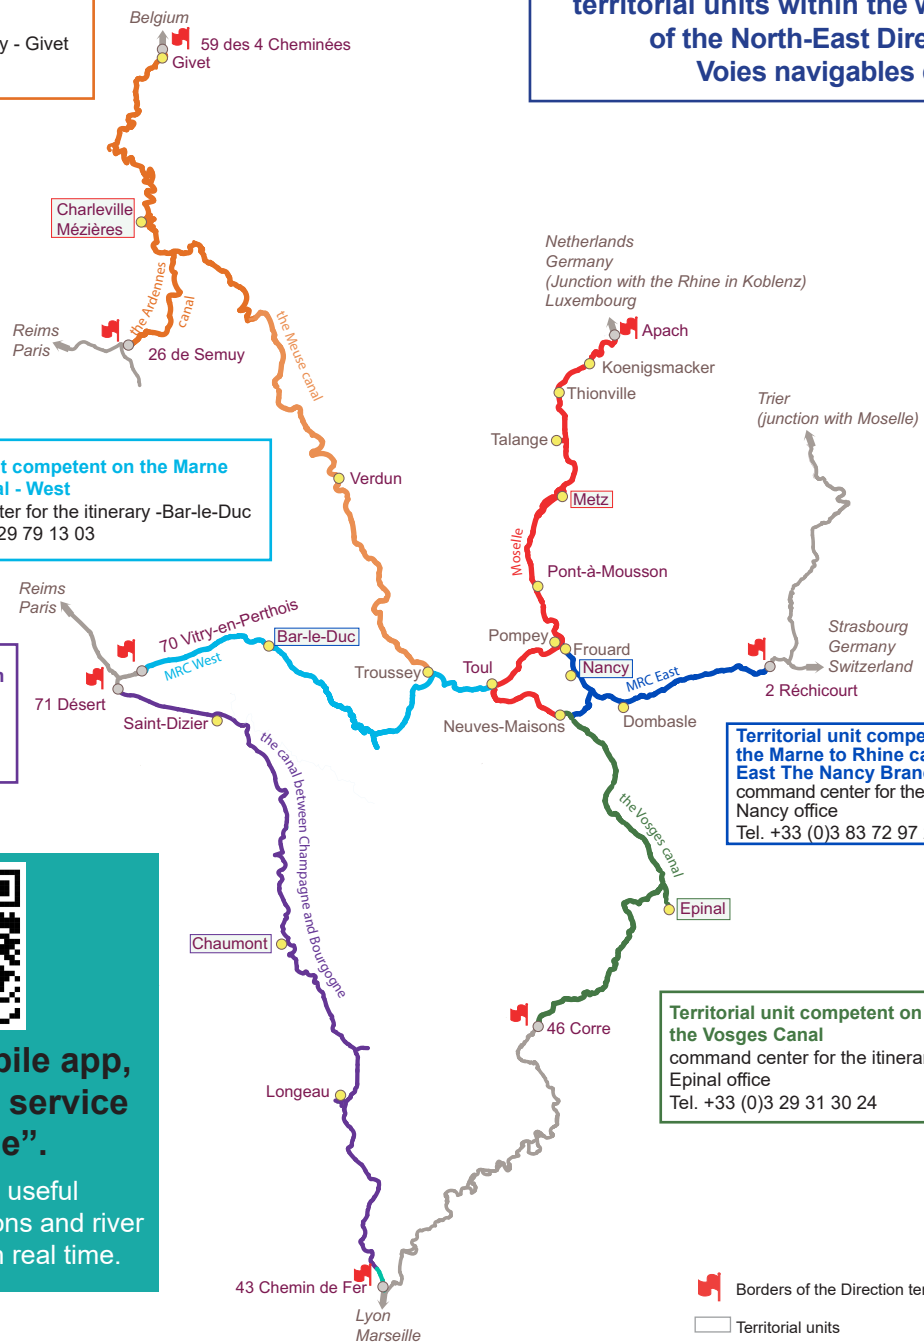 territorial units within the
of the North-East
Voies navigables
y - Givet
Belgium
59 des 4 Cheminées
Givet
Charleville
Mézières
the Ardennes
canal
Reims
Paris
26 de Semuy
the Meuse canal
Netherlands
Germany
(Junction with the Rhine in Koblenz)
Luxembourg
Apach
Koenigsmacker
Thionville
Talange
Metz
Moselle
Pont-à-Mousson
Trier
(junction with Moselle)
t competent on the Marne
al - West
ter for the itinerary -Bar-le-Duc
29 79 13 03
Verdun
Reims
Paris
70 Vitry-en-Perthois
MRC West
Bar-le-Duc
Troussey
Toul
Pompey
Frouard
Nancy
MRC East
Strasbourg
Germany
Switzerland
2 Réchicourt
n
71 Désert
Saint-Dizier
Neuves-Maisons
Dombasle
Territorial unit compe
the Marne to Rhine ca
East The Nancy Bran
command center for the
Nancy office
Tel. +33 (0)3 83 72 97
the canal between Champagne and Bourgogne
the Vosges canal
Epinal
Chaumont
46 Corre
Territorial unit competent on
the Vosges Canal
command center for the itinera
Epinal office
Tel. +33 (0)3 29 31 30 24
bile app,
service
e”.
useful
ons and river
n real time.
Longeau
43 Chemin de Fer
Lyon
Marseille
Borders of the Direction ter
Territorial units